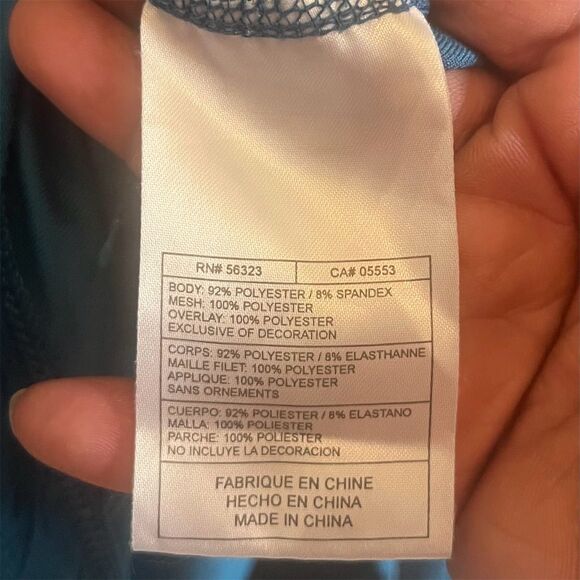 RN# 56323 CA# 05553
BODY: 92% POLYESTER / 8% SPANDEX
MESH: 100% POLYESTER
OVERLAY: 100% POLYESTER
EXCLUSIVE OF DECORATION
CORPS: 92% POLYESTER / 8% ELASTHANNE
MAILLE FILET: 100% POLYESTER
APPLIQUE: 100% POLYESTER
SANS ORNEMENTS
CUERPO: 92% POLIESTER / 8% ELASTANO
MALLA: 100% POLIESTER
PARCHE: 100% POLIESTER
NO INCLUYE LA DECORACION
FABRIQUE EN CHINE
HECHO EN CHINA
MADE IN CHINA